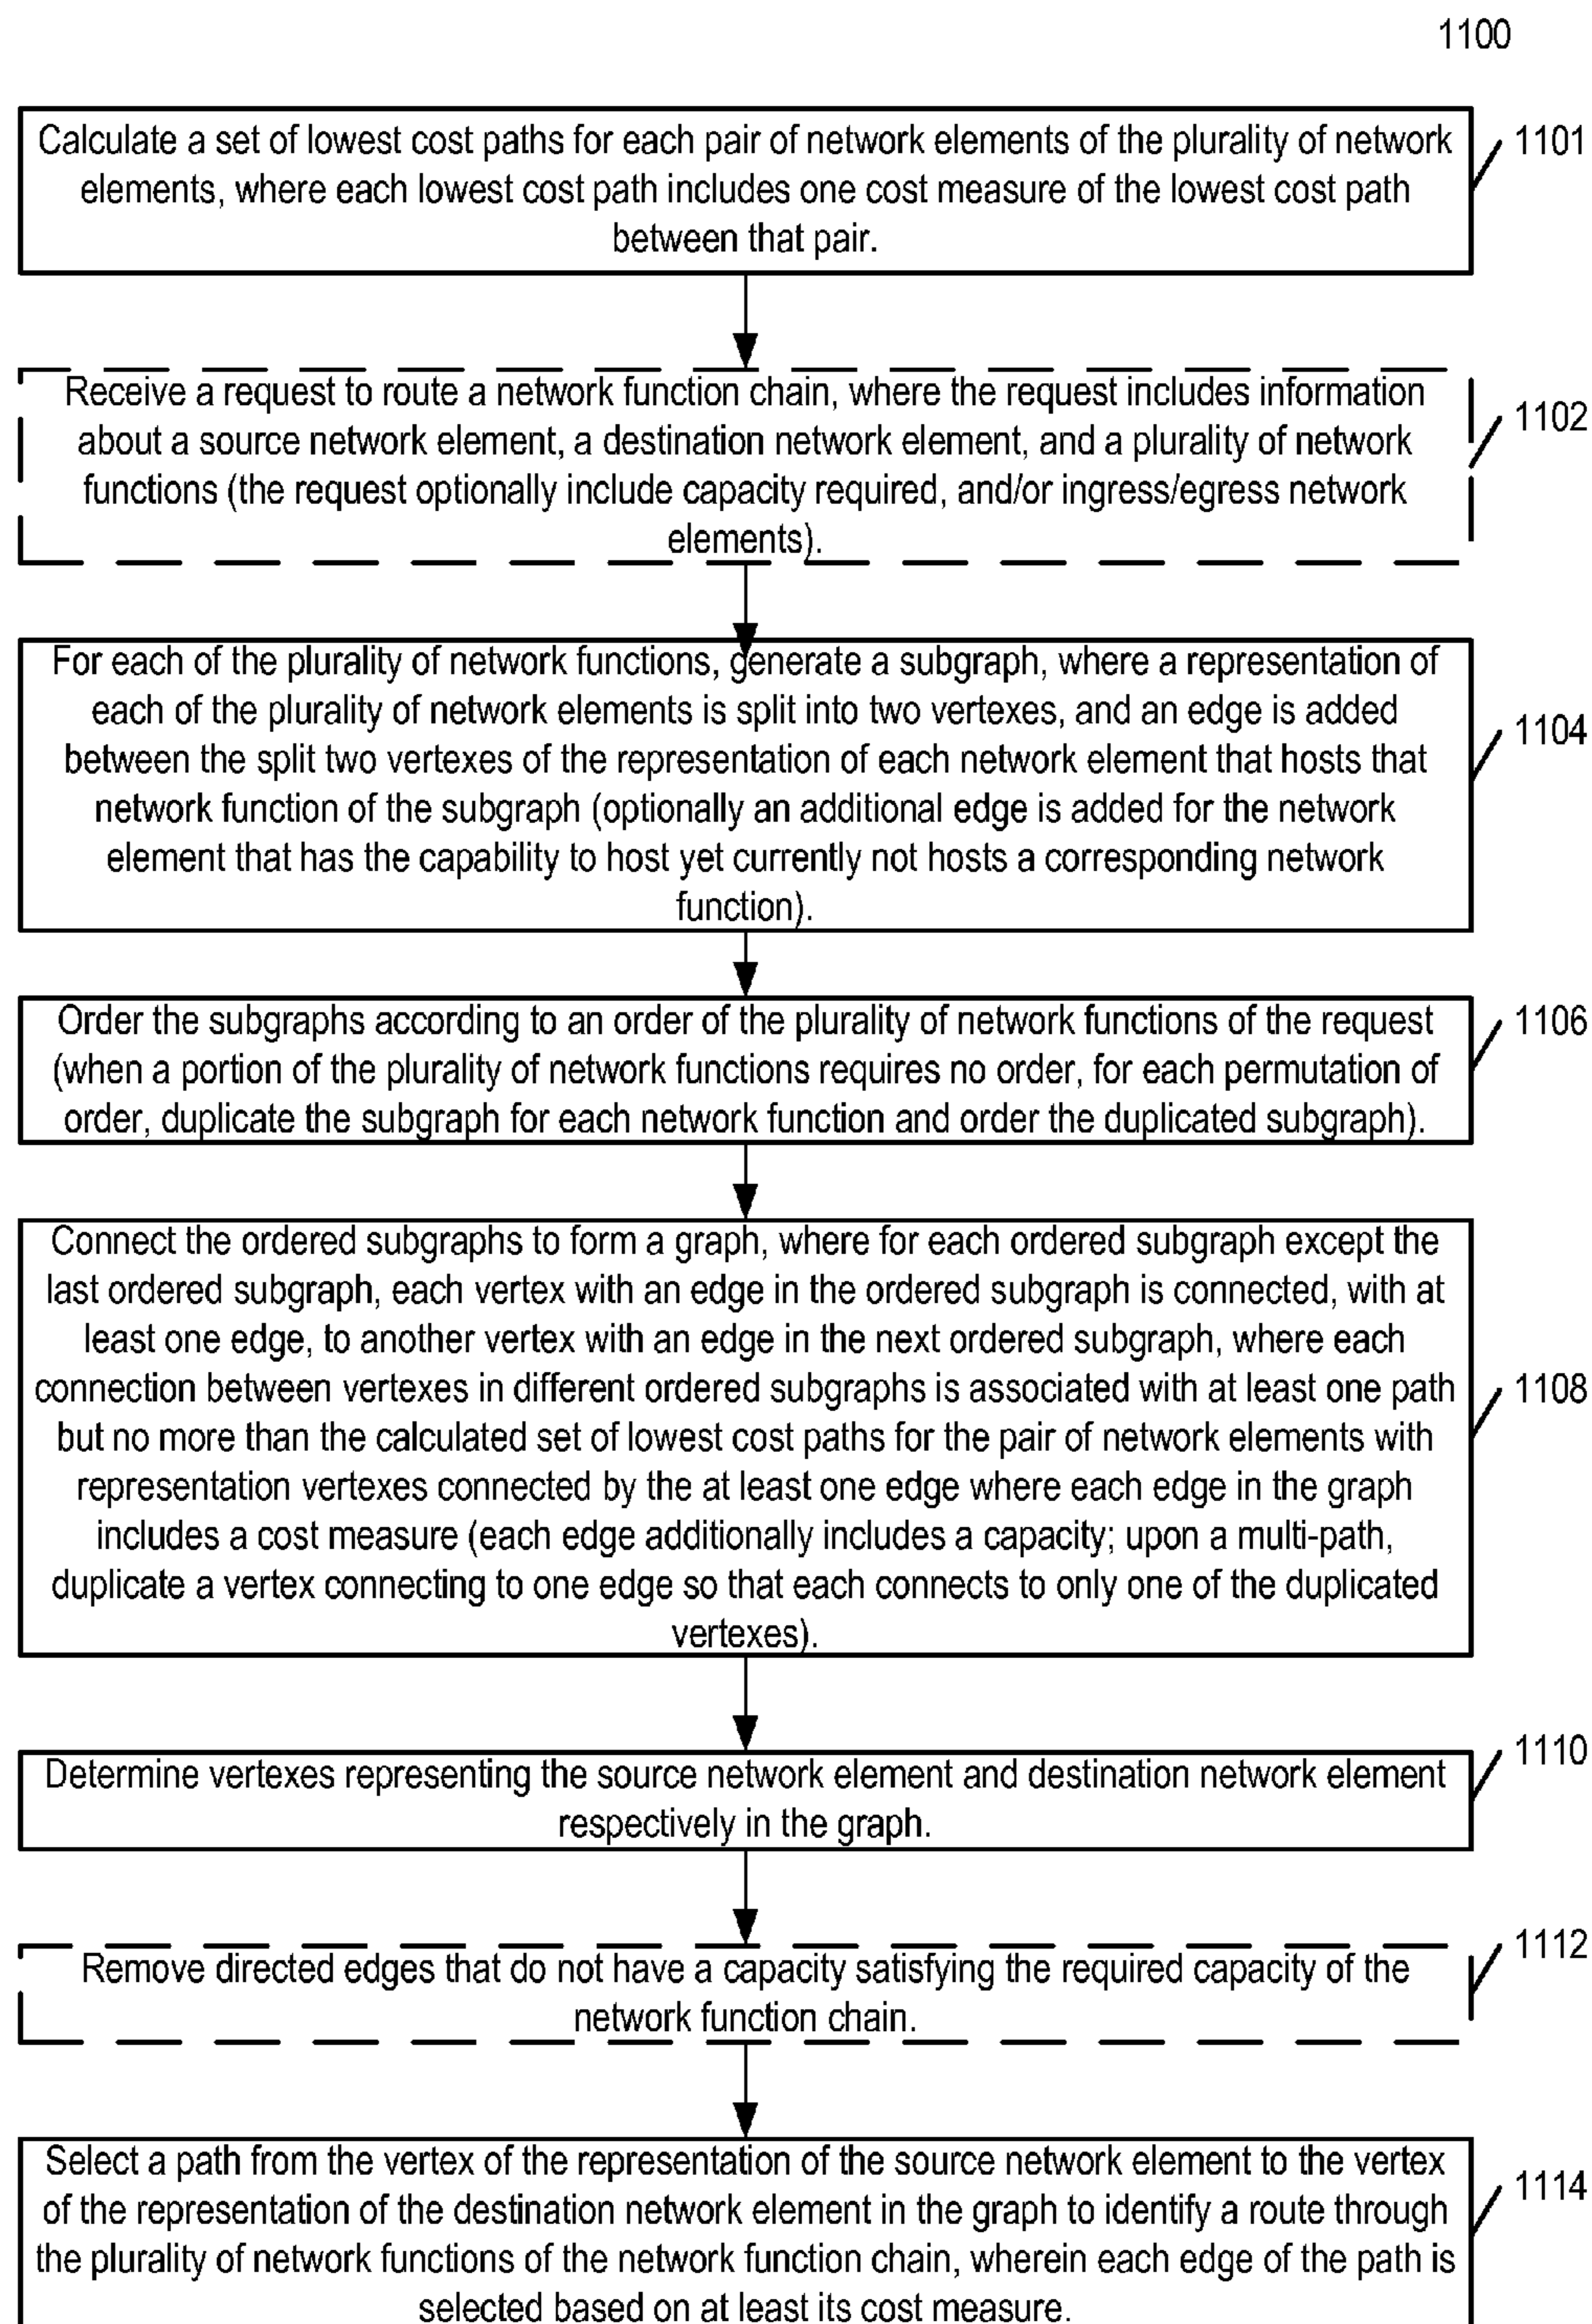 1100
Calculate a set of lowest cost paths for each pair of network elements of the plurality of network
elements, where each lowest cost path includes one cost measure of the lowest cost path
between that pair.
1101
Receive a request to route a network function chain, where the request includes information
about a source network element, a destination network element, and a plurality of network
functions (the request optionally include capacity required, and/or ingress/egress network
elements).
1102
For each of the plurality of network functions, generate a subgraph, where a representation of
each of the plurality of network elements is split into two vertexes, and an edge is added
between the split two vertexes of the representation of each network element that hosts that
network function of the subgraph (optionally an additional edge is added for the network
element that has the capability to host yet currently not hosts a corresponding network
function).
1104
Order the subgraphs according to an order of the plurality of network functions of the request
(when a portion of the plurality of network functions requires no order, for each permutation of
order, duplicate the subgraph for each network function and order the duplicated subgraph).
1106
Connect the ordered subgraphs to form a graph, where for each ordered subgraph except the
last ordered subgraph, each vertex with an edge in the ordered subgraph is connected, with at
least one edge, to another vertex with an edge in the next ordered subgraph, where each
connection between vertexes in different ordered subgraphs is associated with at least one path
but no more than the calculated set of lowest cost paths for the pair of network elements with
representation vertexes connected by the at least one edge where each edge in the graph
includes a cost measure (each edge additionally includes a capacity; upon a multi-path,
duplicate a vertex connecting to one edge so that each connects to only one of the duplicated
vertexes).
1108
Determine vertexes representing the source network element and destination network element
respectively in the graph.
1110
Remove directed edges that do not have a capacity satisfying the required capacity of the
network function chain.
1112
Select a path from the vertex of the representation of the source network element to the vertex
of the representation of the destination network element in the graph to identify a route through
the plurality of network functions of the network function chain, wherein each edge of the path is
selected based on at least its cost measure.
1114